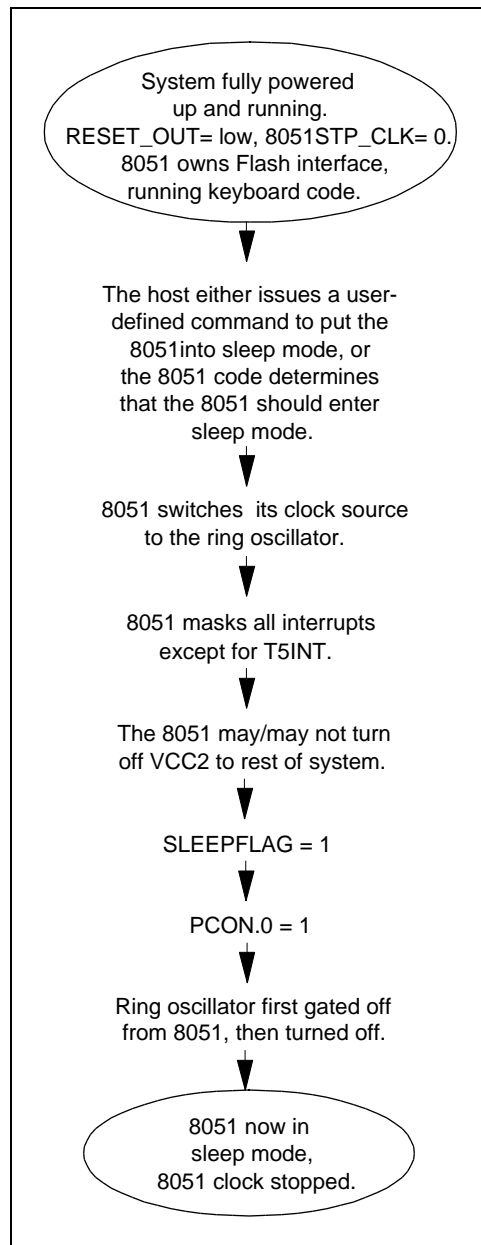 System fully powered
up and running.
RESET_OUT= low, 8051STP_CLK= 0.
8051 owns Flash interface,
running keyboard code.
The host either issues a user-
defined command to put the
8051into sleep mode, or
the 8051 code determines
that the 8051 should enter
sleep mode.
8051 switches its clock source
to the ring oscillator.
8051 masks all interrupts
except for T5INT.
The 8051 may/may not turn
off VCC2 to rest of system.
SLEEPFLAG = 1
PCON.0 = 1
Ring oscillator first gated off
from 8051, then turned off.
8051 now in
sleep mode,
8051 clock stopped.